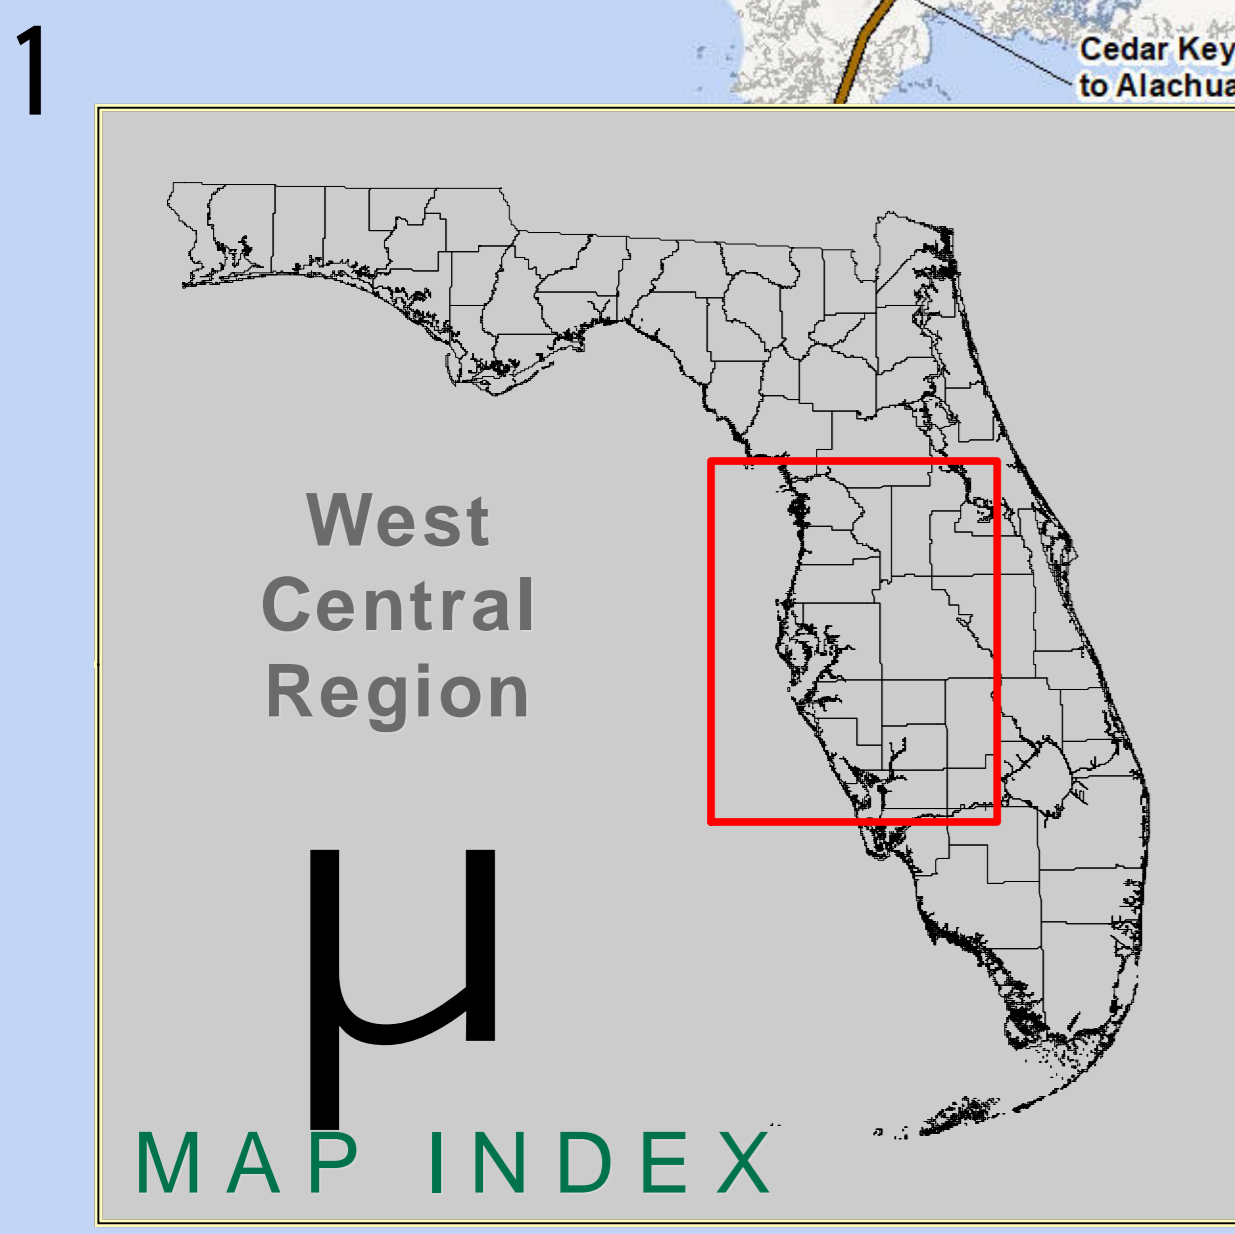 1
Cedar Key
to Alachua
West
Central
Region
µ
MAP INDEX